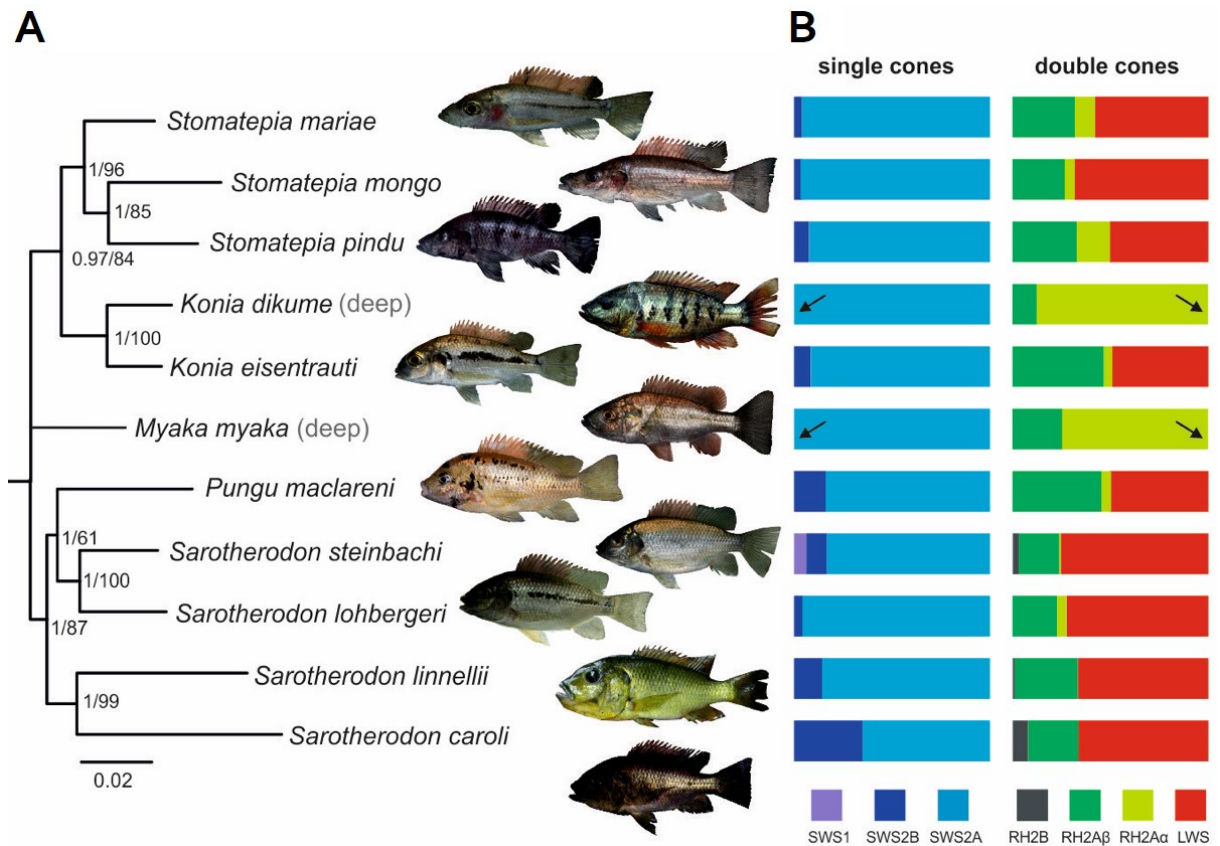 A
B
single cones
double cones
Stomatepia mariae
1/96
Stomatepia mongo
1/85
Stomatepia pindu
0.97/84
Konia dikume (deep)
1/100
Konia eisentrauti
Myaka myaka (deep)
Pungu maclareni
1/61
Sarotherodon steinbachi
1/100
Sarotherodon lohbergeri
1/87
Sarotherodon linnellii
1/99
Sarotherodon caroli
0.02
SWS1
SWS2B
SWS2A
RH2B
RH2Aβ
RH2Aα
LWS